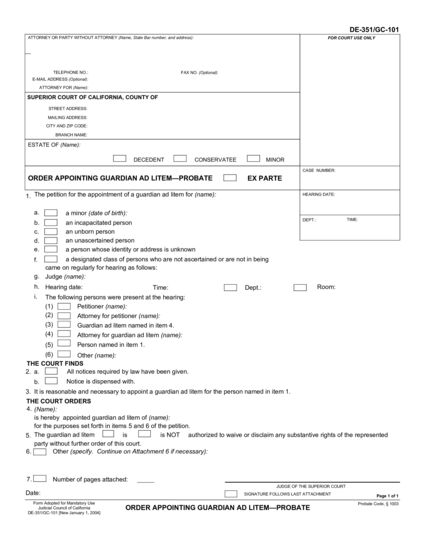 DE-351/GC-101
ATTORNEY OR PARTY WITHOUT ATTORNEY (Name, State Bar number, and address):
FOR COURT USE ONLY
TELEPHONE NO.: FAX NO. (Optional):
E-MAIL ADDRESS (Optional):
ATTORNEY FOR (Name):
SUPERIOR COURT OF CALIFORNIA, COUNTY OF
STREET ADDRESS:
MAILING ADDRESS:
CITY AND ZIP CODE:
BRANCH NAME:
ESTATE OF (Name):
DECEDENT CONSERVATEE MINOR
CASE NUMBER:
ORDER APPOINTING GUARDIAN AD LITEM—PROBATE EX PARTE
1. The petition for the appointment of a guardian ad litem for (name):
HEARING DATE:
DEPT.: TIME:
a. a minor (date of birth):
b. an incapacitated person
c. an unborn person
d. an unascertained person
e. a person whose identity or address is unknown
f. a designated class of persons who are not ascertained or are not in being
came on regularly for hearing as follows:
g. Judge (name):
h. Hearing date: Time: Dept.: Room:
i. The following persons were present at the hearing:
(1) Petitioner (name):
(2) Attorney for petitioner (name):
(3) Guardian ad litem named in item 4.
(4) Attorney for guardian ad litem (name):
(5) Person named in item 1.
(6) Other (name):
THE COURT FINDS
2. a. All notices required by law have been given.
b. Notice is dispensed with.
3. It is reasonable and necessary to appoint a guardian ad litem for the person named in item 1.
THE COURT ORDERS
4. (Name):
is hereby appointed guardian ad litem of (name):
for the purposes set forth in items 5 and 6 of the petition.
5. The guardian ad litem is is NOT authorized to waive or disclaim any substantive rights of the represented
party without further order of this court.
6. Other (specify. Continue on Attachment 6 if necessary):
7. Number of pages attached: _____
JUDGE OF THE SUPERIOR COURT
Date:
SIGNATURE FOLLOWS LAST ATTACHMENT
Page 1 of 1
Form Adopted for Mandatory Use
Judicial Council of California
DE-351/GC-101 [New January 1, 2004]
ORDER APPOINTING GUARDIAN AD LITEM—PROBATE
Probate Code, § 1003